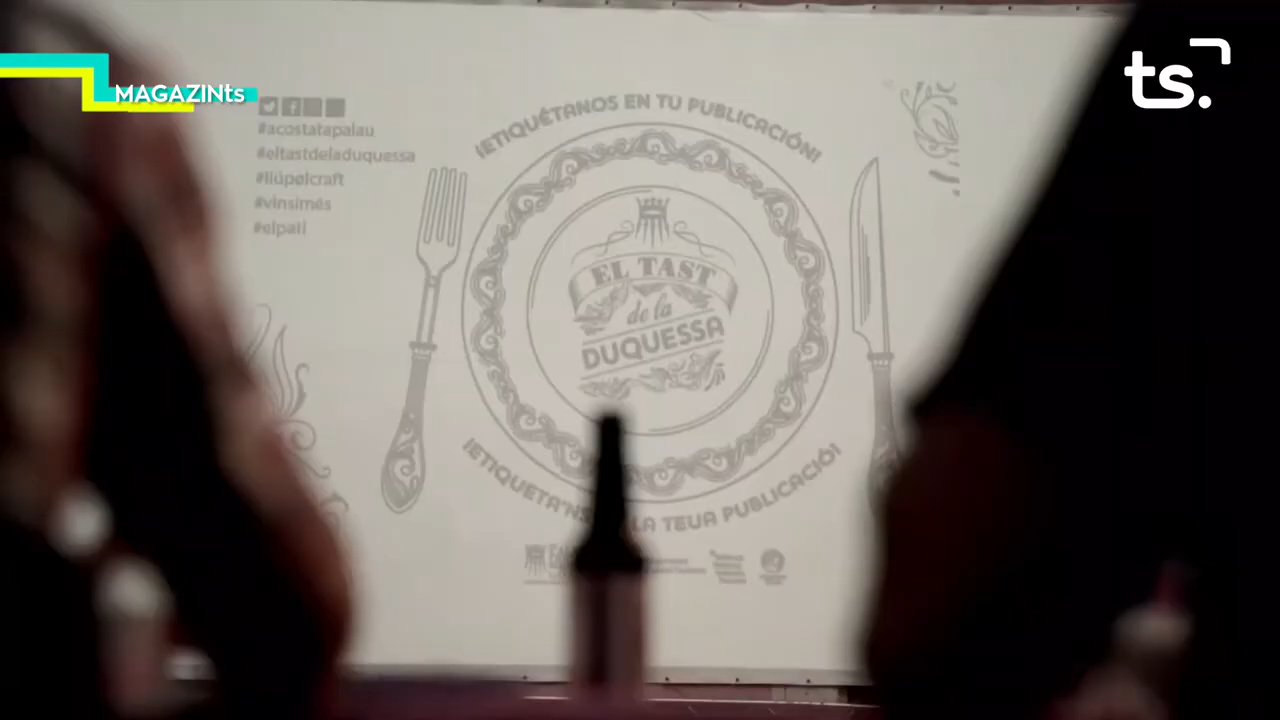 MAGAZINts
ts.
#acostatapalau
#eltastdeladuquessa
#llúpolcraft
#vinsimés
#elpati
¡ETIQUÉTANOS EN TU PUBLICACIÓN!
EL TAST
de la
DUQUESSA
¡ETIQUETA'NS LA TEUA PUBLICACIÓ!